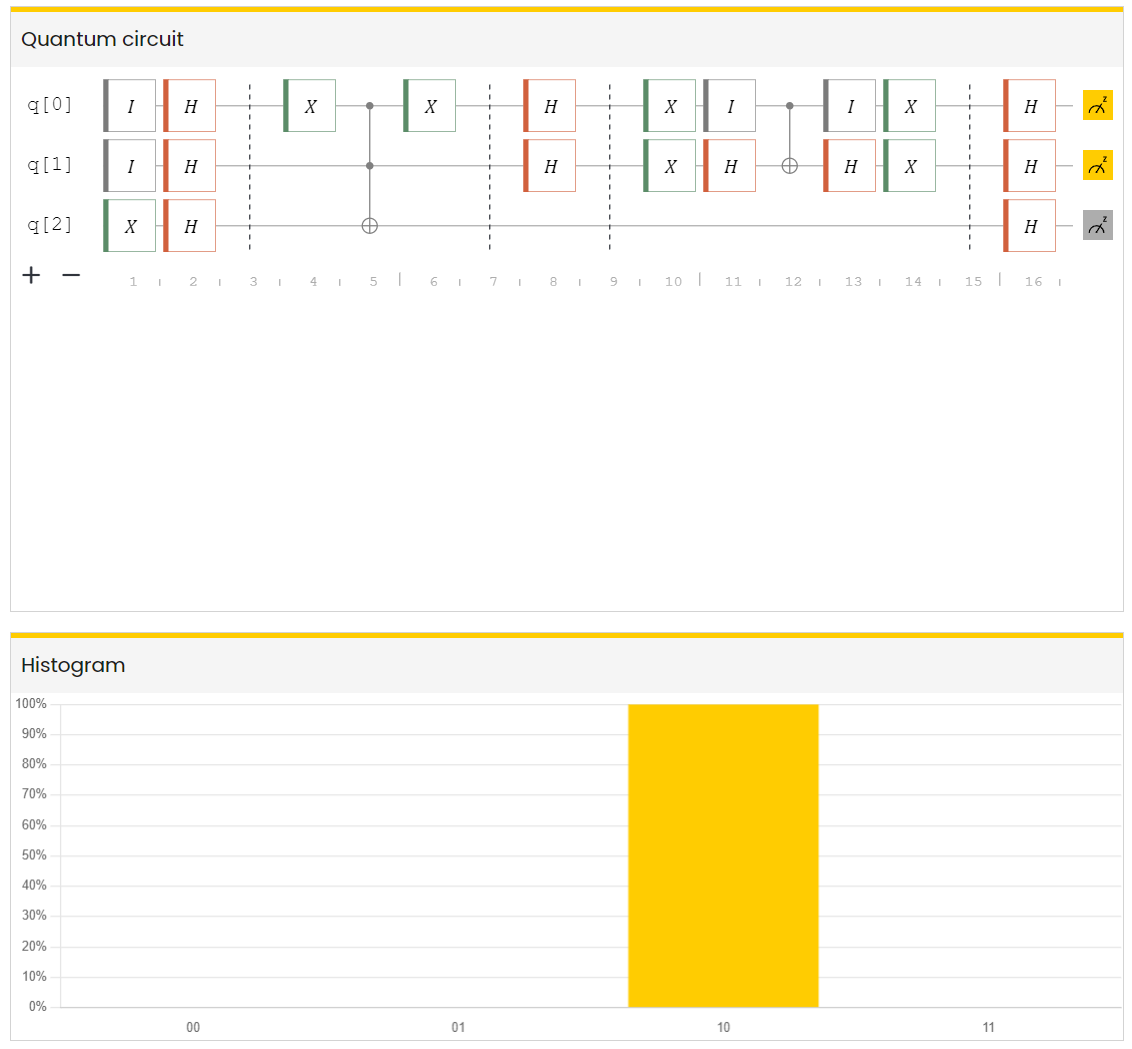 Quantum circuit
q[0] I H X X H X I I X H z
q[1] I H H X H H X H z
q[2] X H H z
+ − 1 2 3 4 5 6 7 8 9 10 11 12 13 14 15 16
Histogram
100%
90%
80%
70%
60%
50%
40%
30%
20%
10%
0%
00 01 10 11